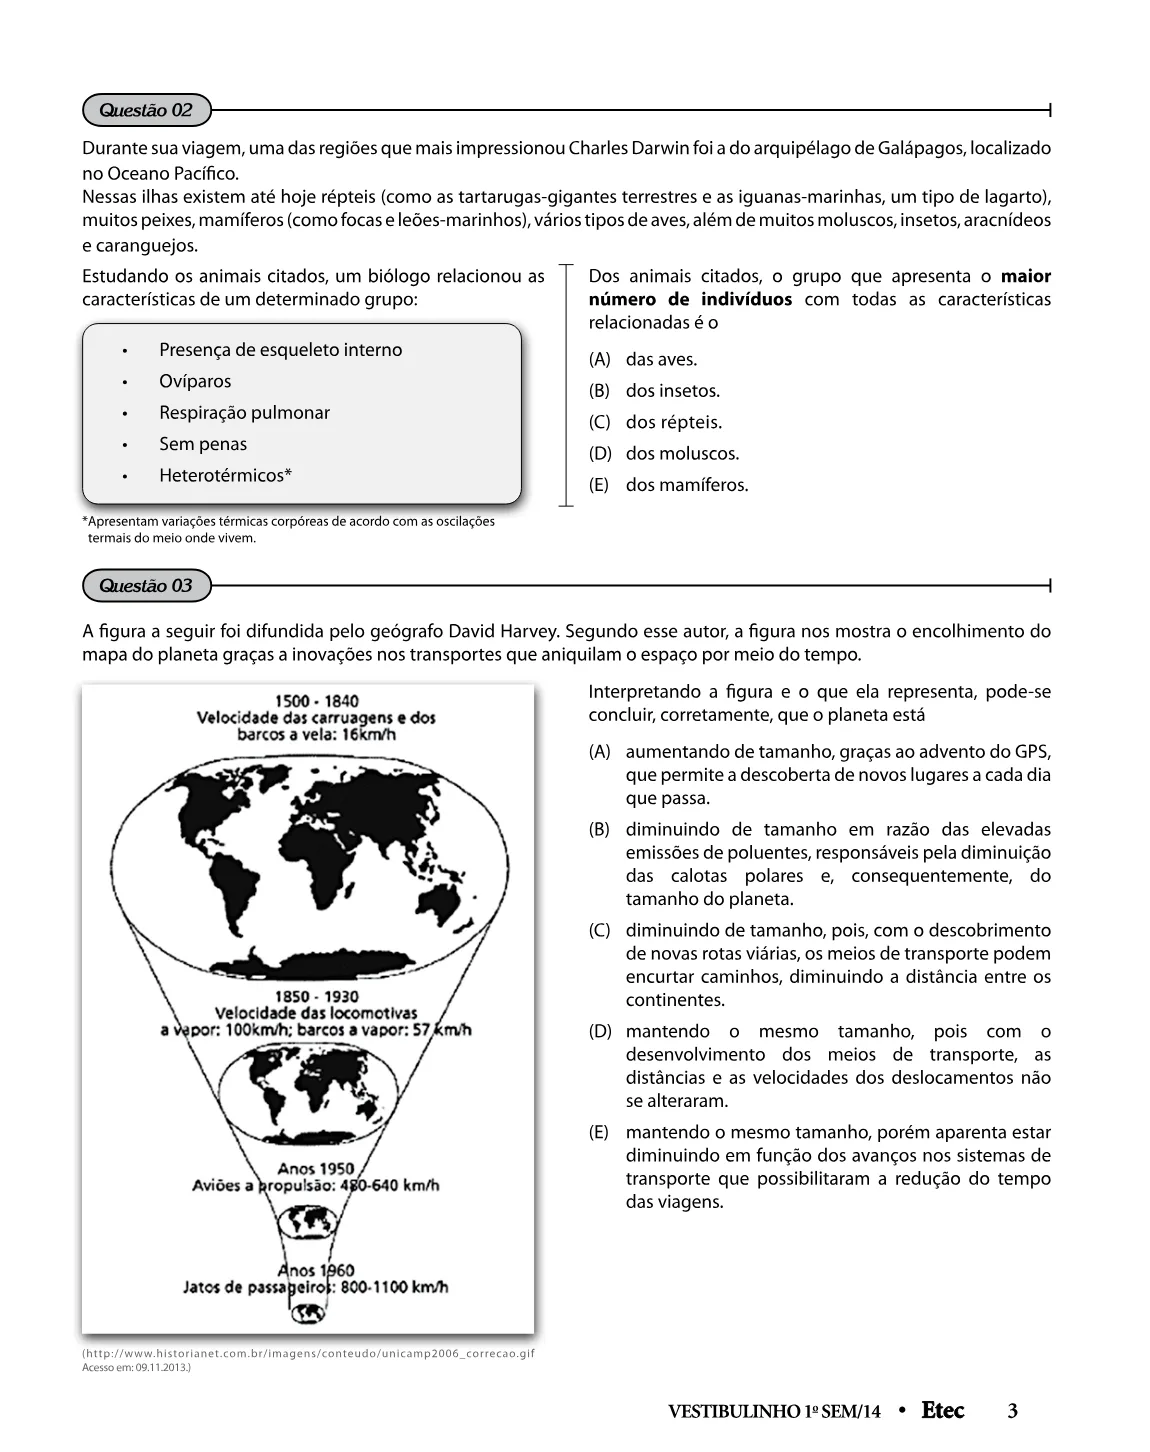 Questão 02
Durante sua viagem, uma das regiões que mais impressionou Charles Darwin foi a do arquipélago de Galápagos, localizado
no Oceano Pacífico.
Nessas ilhas existem até hoje répteis (como as tartarugas-gigantes terrestres e as iguanas-marinhas, um tipo de lagarto),
muitos peixes, mamíferos (como focas e leões-marinhos), vários tipos de aves, além de muitos moluscos, insetos, aracnídeos
e caranguejos.
Estudando os animais citados, um biólogo relacionou as
características de um determinado grupo:
• Presença de esqueleto interno
• Ovíparos
• Respiração pulmonar
• Sem penas
• Heterotérmicos*
*Apresentam variações térmicas corpóreas de acordo com as oscilações
termais do meio onde vivem.
Dos animais citados, o grupo que apresenta o maior
número de indivíduos com todas as características
relacionadas é o
(A) das aves.
(B) dos insetos.
(C) dos répteis.
(D) dos moluscos.
(E) dos mamíferos.
Questão 03
A figura a seguir foi difundida pelo geógrafo David Harvey. Segundo esse autor, a figura nos mostra o encolhimento do
mapa do planeta graças a inovações nos transportes que aniquilam o espaço por meio do tempo.
1500 - 1840
Velocidade das carruagens e dos
barcos a vela: 16km/h
1850 - 1930
Velocidade das locomotivas
a vapor: 100km/h; barcos a vapor: 57 km/h
Anos 1950
Aviões a propulsão: 480-640 km/h
Anos 1960
Jatos de passageiros: 800-1100 km/h
(http://www.historianet.com.br/imagens/conteudo/unicamp2006_correcao.gif
Acesso em: 09.11.2013.)
Interpretando a figura e o que ela representa, pode-se
concluir, corretamente, que o planeta está
(A) aumentando de tamanho, graças ao advento do GPS,
que permite a descoberta de novos lugares a cada dia
que passa.
(B) diminuindo de tamanho em razão das elevadas
emissões de poluentes, responsáveis pela diminuição
das calotas polares e, consequentemente, do
tamanho do planeta.
(C) diminuindo de tamanho, pois, com o descobrimento
de novas rotas viárias, os meios de transporte podem
encurtar caminhos, diminuindo a distância entre os
continentes.
(D) mantendo o mesmo tamanho, pois com o
desenvolvimento dos meios de transporte, as
distâncias e as velocidades dos deslocamentos não
se alteraram.
(E) mantendo o mesmo tamanho, porém aparenta estar
diminuindo em função dos avanços nos sistemas de
transporte que possibilitaram a redução do tempo
das viagens.
VESTIBULINHO 1º SEM/14 • Etec 3